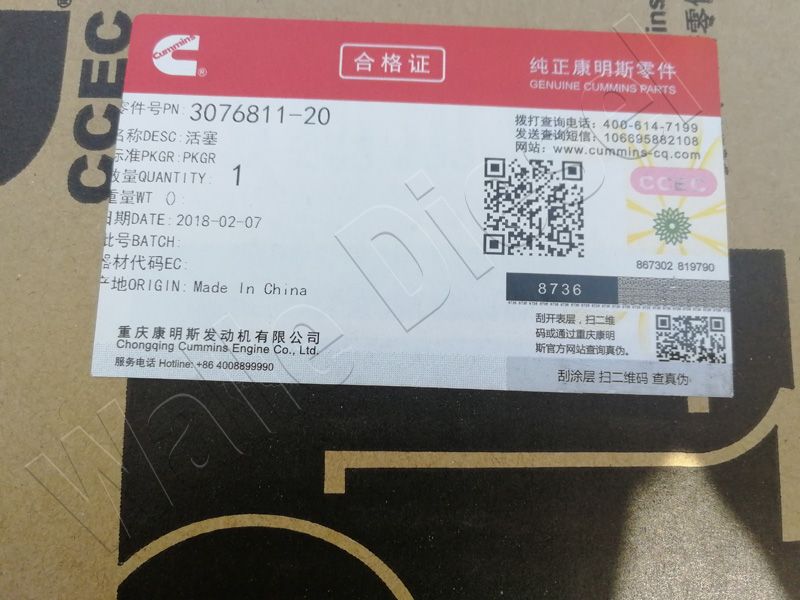 CCEC
Cummins
®
合格证
纯正康明斯零件
GENUINE CUMMINS PARTS
零件号PN: 3076811-20
名称DESC: 活塞
标准PKGR: PKGR
数量QUANTITY: 1
重量WT ():
日期DATE: 2018-02-07
批号BATCH:
器材代码EC:
产地ORIGIN: Made In China
重庆康明斯发动机有限公司
Chongqing Cummins Engine Co., Ltd.
服务电话 Hotline: +86 4008899990
拨打查询电话: 400-614-7199
发送查询短信: 106695882108
网站: www.cummins-cq.com
CCEC
867302 819790
8736
刮开表层,扫二维
码或通过重庆康明
斯官方网站查询真伪。
刮涂层 扫二维码 查真伪
Walle Diesel